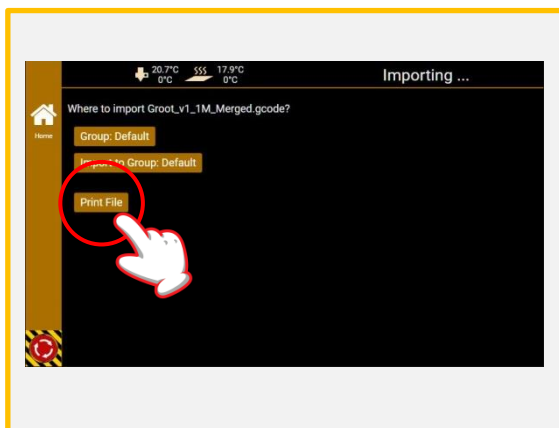 20.7°C 17.9°C Importing ...
0°C 0°C
Where to import Groot_v1_1M_Merged.gcode?
Home
Group: Default
Import to Group: Default
Print File